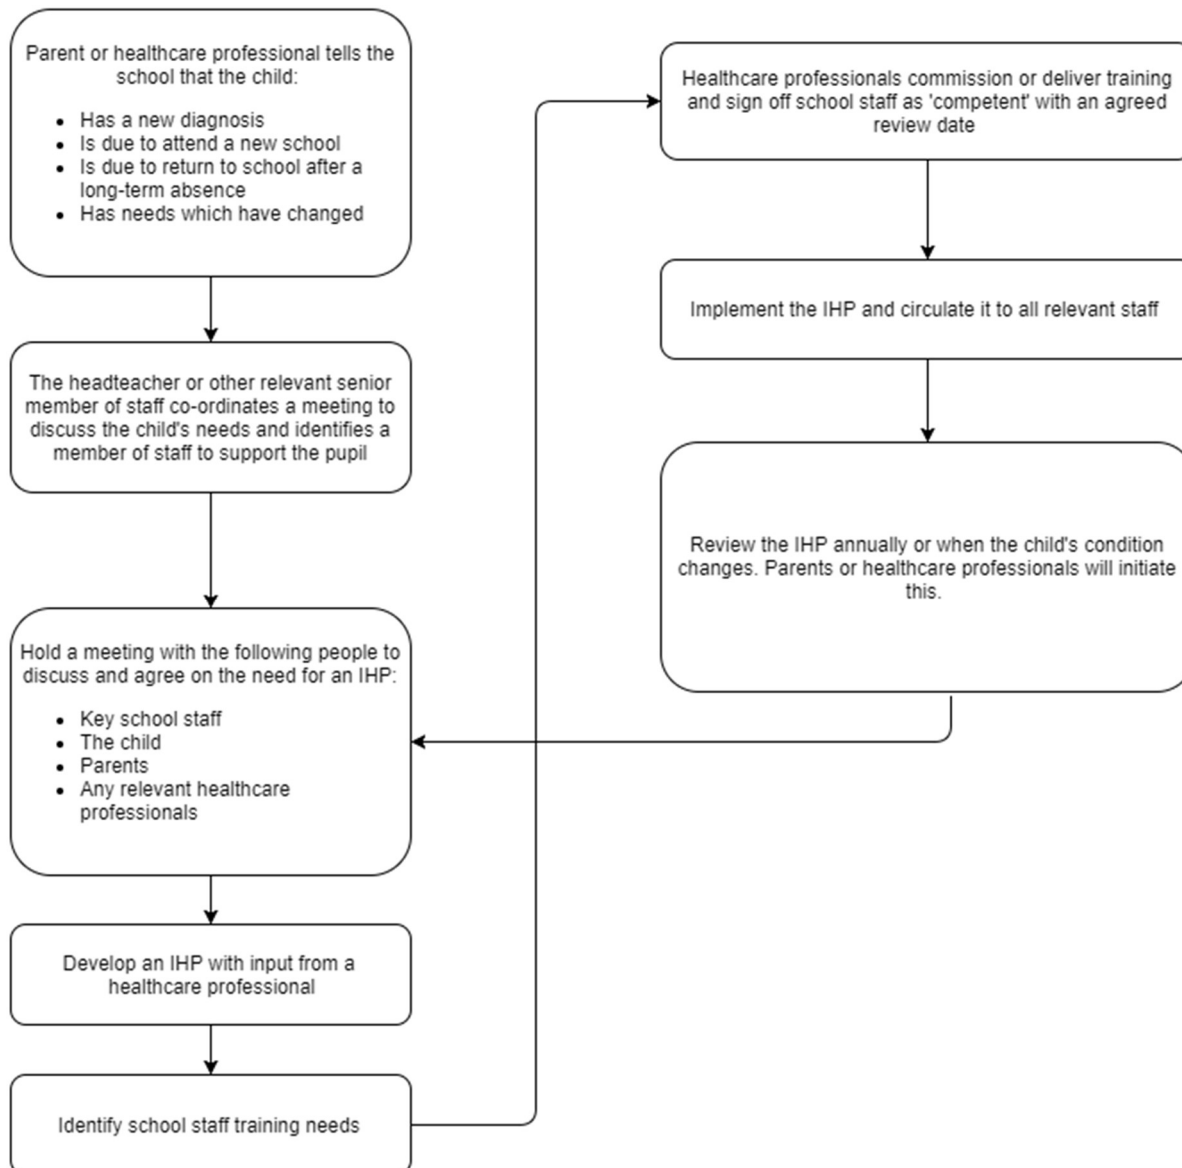 Parent or healthcare professional tells the
school that the child:
• Has a new diagnosis
• Is due to attend a new school
• Is due to return to school after a
long-term absence
• Has needs which have changed
The headteacher or other relevant senior
member of staff co-ordinates a meeting to
discuss the child's needs and identifies a
member of staff to support the pupil
Hold a meeting with the following people to
discuss and agree on the need for an IHP:
• Key school staff
• The child
• Parents
• Any relevant healthcare
professionals
Develop an IHP with input from a
healthcare professional
Identify school staff training needs
Healthcare professionals commission or deliver training
and sign off school staff as 'competent' with an agreed
review date
Implement the IHP and circulate it to all relevant staff
Review the IHP annually or when the child's condition
changes. Parents or healthcare professionals will initiate
this.